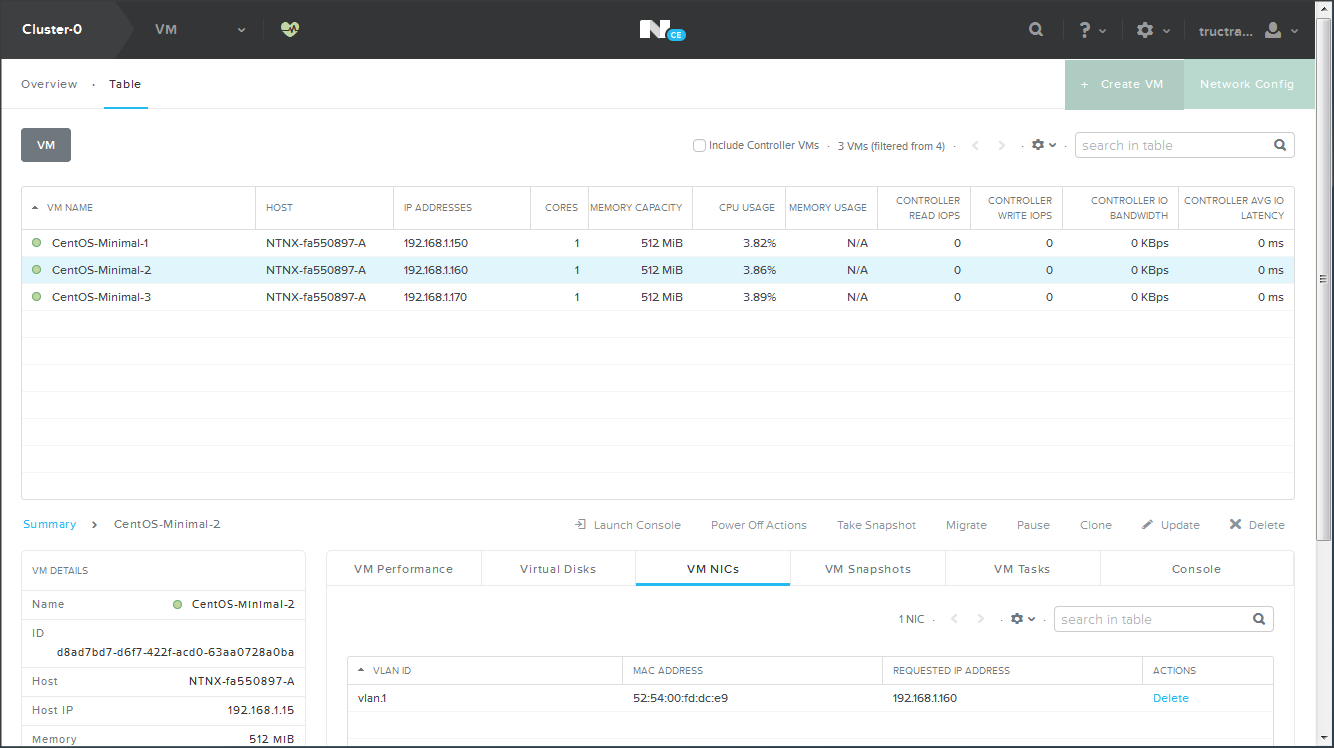 Cluster-0 VM N CE ? tructra...
Overview · Table + Create VM Network Config
VM Include Controller VMs · 3 VMs (filtered from 4) · · · search in table
VM NAME HOST IP ADDRESSES CORES MEMORY CAPACITY CPU USAGE MEMORY USAGE CONTROLLER READ IOPS CONTROLLER WRITE IOPS CONTROLLER IO BANDWIDTH CONTROLLER AVG IO LATENCY
CentOS-Minimal-1 NTNX-fa550897-A 192.168.1.150 1 512 MiB 3.82% N/A 0 0 0 KBps 0 ms
CentOS-Minimal-2 NTNX-fa550897-A 192.168.1.160 1 512 MiB 3.86% N/A 0 0 0 KBps 0 ms
CentOS-Minimal-3 NTNX-fa550897-A 192.168.1.170 1 512 MiB 3.89% N/A 0 0 0 KBps 0 ms
Summary > CentOS-Minimal-2 Launch Console Power Off Actions Take Snapshot Migrate Pause Clone Update Delete
VM DETAILS
Name CentOS-Minimal-2
ID
d8ad7bd7-d6f7-422f-acd0-63aa0728a0ba
Host NTNX-fa550897-A
Host IP 192.168.1.15
Memory 512 MiB
VM Performance Virtual Disks VM NICs VM Snapshots VM Tasks Console
1 NIC · · · search in table
VLAN ID MAC ADDRESS REQUESTED IP ADDRESS ACTIONS
vlan.1 52:54:00:fd:dc:e9 192.168.1.160 Delete